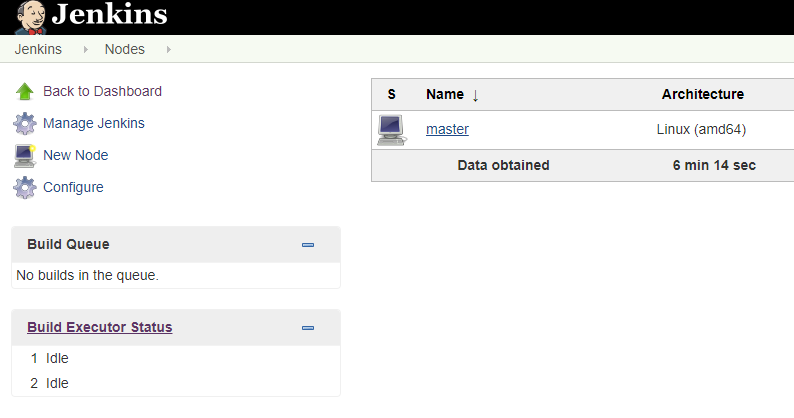 Jenkins
Jenkins Nodes
Back to Dashboard
Manage Jenkins
New Node
Configure
Build Queue
No builds in the queue.
Build Executor Status
1 Idle
2 Idle
S Name ↓ Architecture
master Linux (amd64)
Data obtained 6 min 14 sec